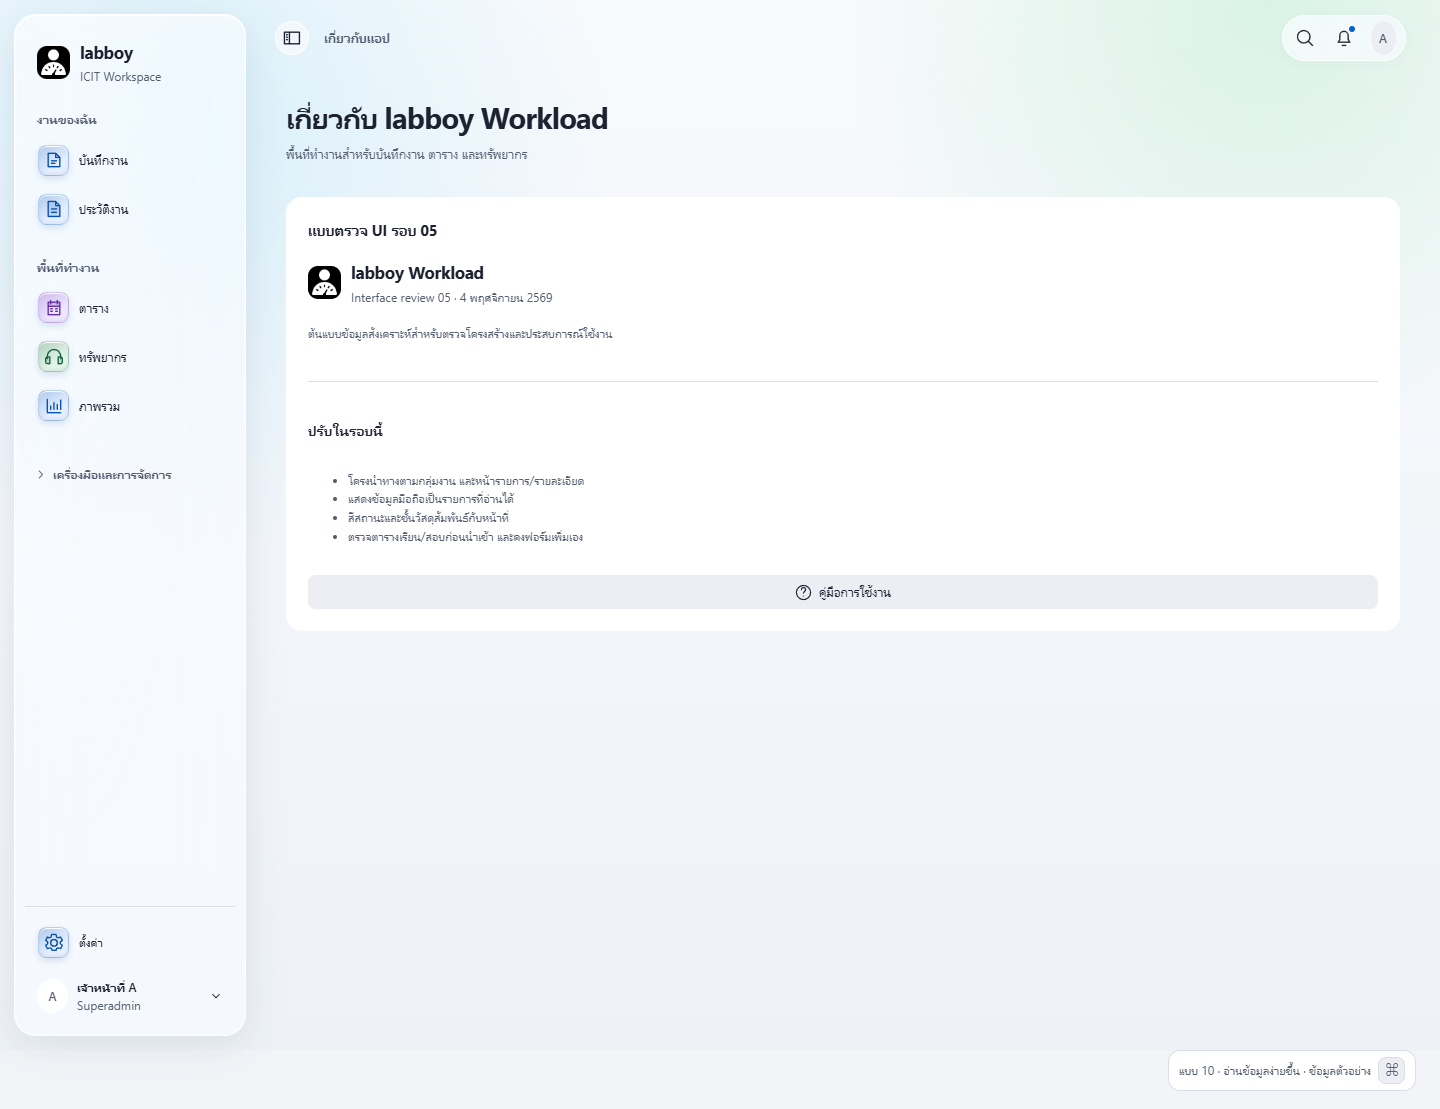 labboy
ICIT Workspace
งานของฉัน
บันทึกงาน
ประวัติงาน
พื้นที่ทำงาน
ตาราง
ทรัพยากร
ภาพรวม
เครื่องมือและการจัดการ
ตั้งค่า
A
เจ้าหน้าที่ A
Superadmin
เกี่ยวกับแอป
A
เกี่ยวกับ labboy Workload
พื้นที่ทำงานสำหรับบันทึกงาน ตาราง และทรัพยากร
แบบตรวจ UI รอบ 05
labboy Workload
Interface review 05 · 4 พฤศจิกายน 2569
ต้นแบบข้อมูลสังเคราะห์สำหรับตรวจโครงสร้างและประสบการณ์ใช้งาน
ปรับในรอบนี้
• โครงนำทางตามกลุ่มงาน และหน้ารายการ/รายละเอียด
• แสดงข้อมูลมือถือเป็นรายการที่อ่านได้
• สีสถานะและชั้นวัสดุสัมพันธ์กับหน้าที่
• ตรวจตารางเรียน/สอบก่อนนำเข้า และคงฟอร์มเพิ่มเอง
คู่มือการใช้งาน
แบบ 10 · อ่านข้อมูลง่ายขึ้น · ข้อมูลตัวอย่าง ⌘